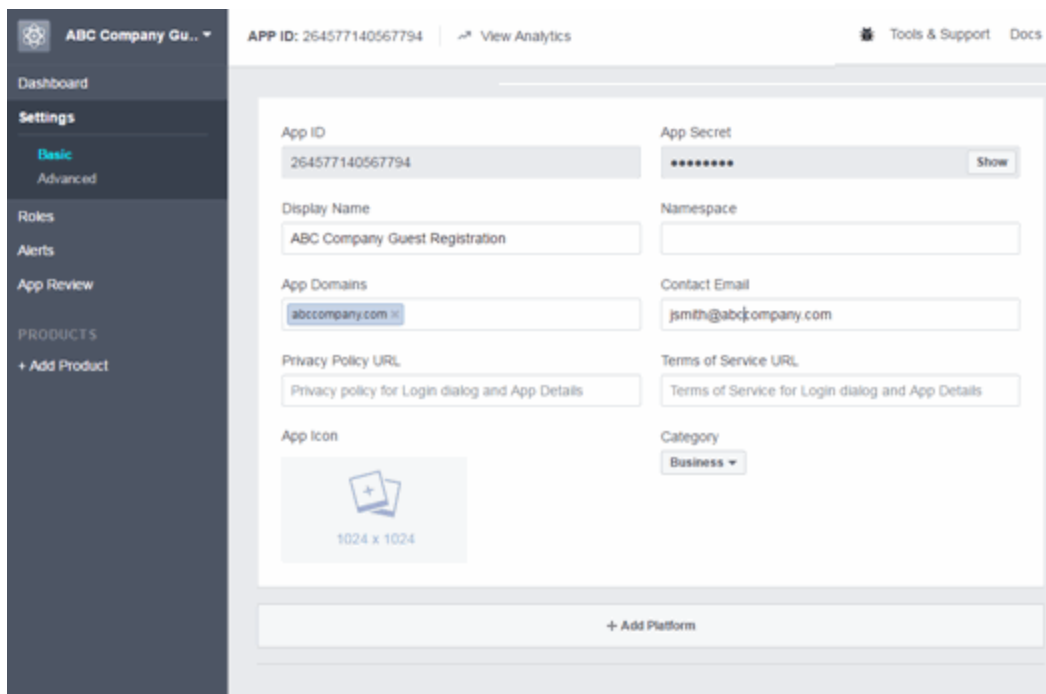 ABC Company Gu..
APP ID: 264577140567794
View Analytics
Tools & Support
Docs
Dashboard
Settings
Basic
Advanced
Roles
Alerts
App Review
PRODUCTS
+ Add Product
App ID
App Secret
264577140567794
••••••••
Show
Display Name
Namespace
ABC Company Guest Registration
App Domains
Contact Email
abccompany.com ×
jsmith@abccompany.com
Privacy Policy URL
Terms of Service URL
Privacy policy for Login dialog and App Details
Terms of Service for Login dialog and App Details
App Icon
Category
Business
1024 x 1024
+ Add Platform